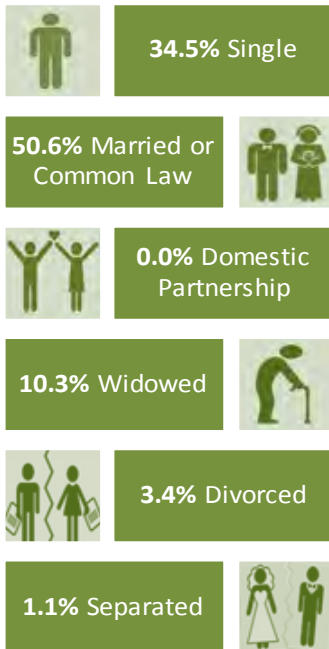 34.5% Single
50.6% Married or
Common Law
0.0% Domestic
Partnership
10.3% Widowed
3.4% Divorced
1.1% Separated